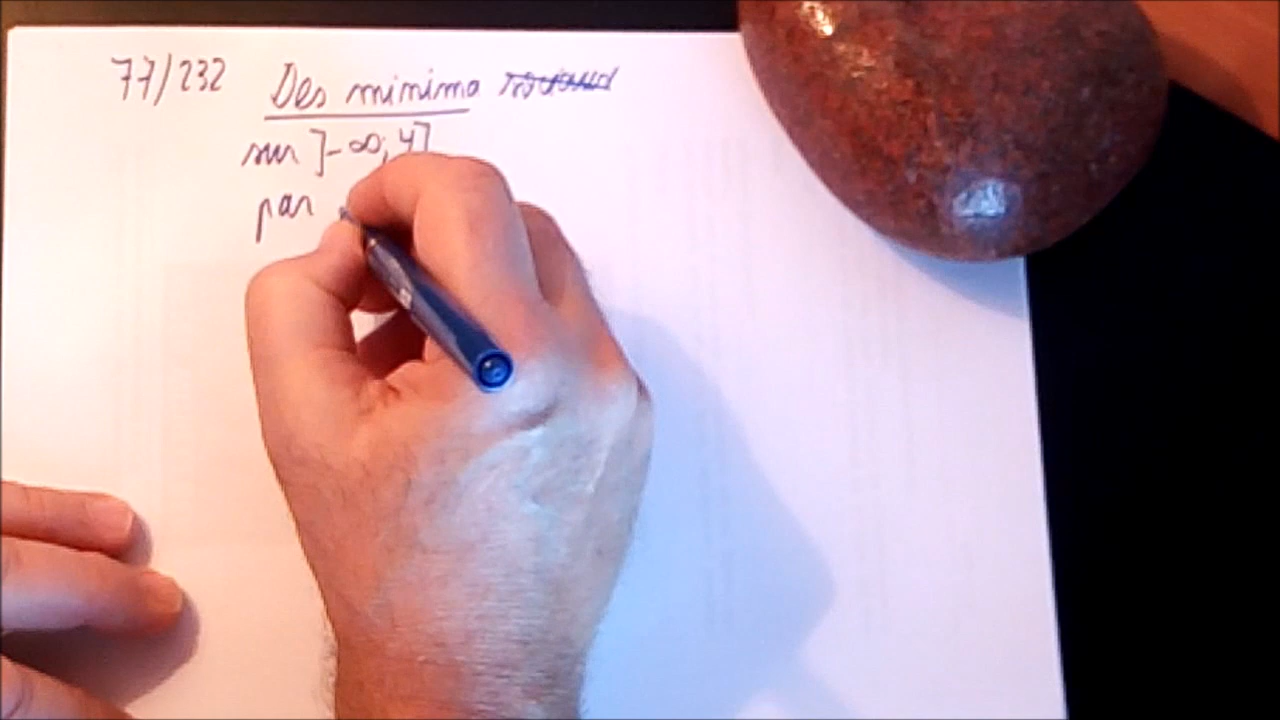 77/232 Des minima
sur ]-∞; 4]
par